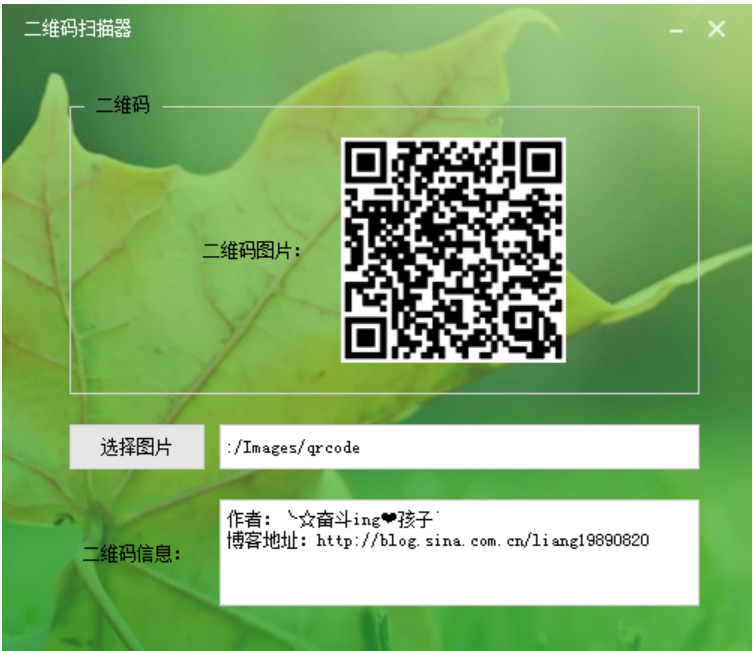 二维码扫描器
二维码
二维码图片：
选择图片
:/Images/qrcode
作者：╰☆奋斗ing❤孩子`
博客地址：http://blog.sina.com.cn/liang19890820
二维码信息：